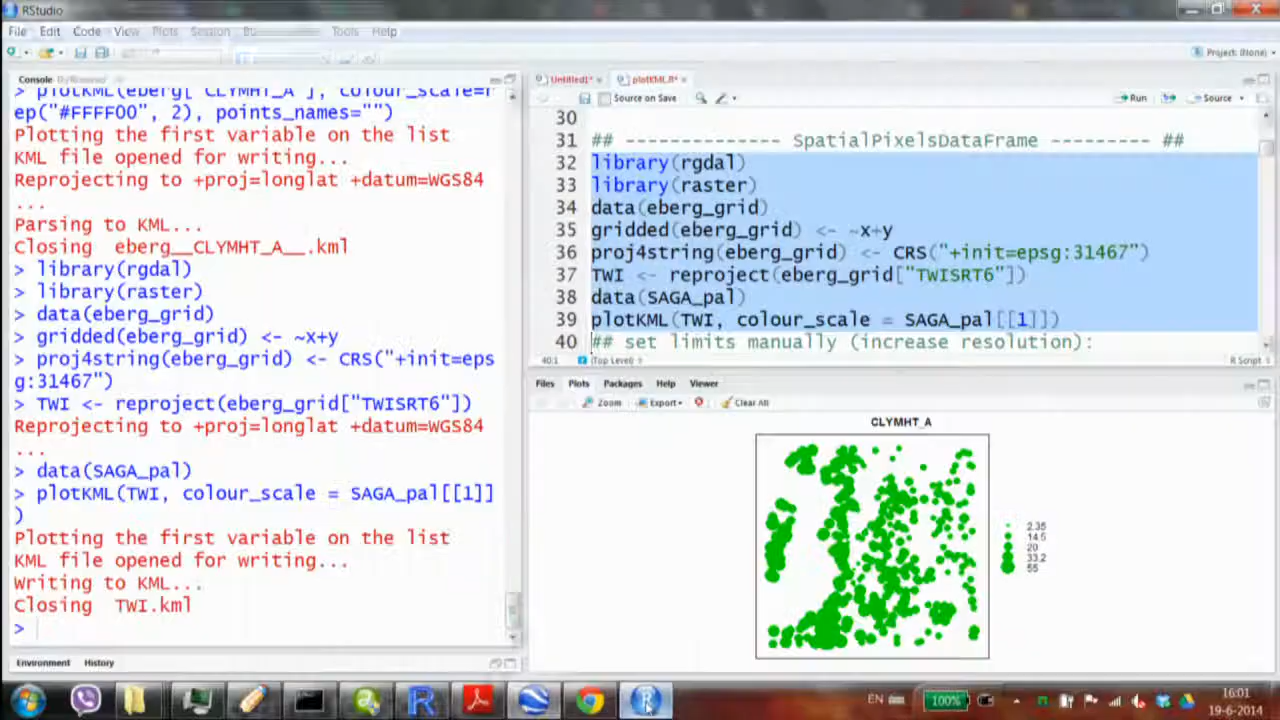 RStudio
File Edit Code View Plots Session Tools Help
Project: (None)
Console
> plotKML(eberg["CLYMHT_A"], colour_scale=r
ep("#FFFF00", 2), points_names="")
Plotting the first variable on the list
KML file opened for writing...
Reprojecting to +proj=longlat +datum=WGS84
...
Parsing to KML...
Closing  eberg__CLYMHT_A__.kml
> library(rgdal)
> library(raster)
> data(eberg_grid)
> gridded(eberg_grid) <- ~x+y
> proj4string(eberg_grid) <- CRS("+init=eps
g:31467")
> TWI <- reproject(eberg_grid["TWISRT6"])
Reprojecting to +proj=longlat +datum=WGS84
...
> data(SAGA_pal)
> plotKML(TWI, colour_scale = SAGA_pal[[1]]
)
Plotting the first variable on the list
KML file opened for writing...
Writing to KML...
Closing  TWI.kml
>
Environment History
Untitled1* plotKML.R*
Source on Save Run Source
30
31 ## -------------- SpatialPixelsDataFrame --------- ##
32 library(rgdal)
33 library(raster)
34 data(eberg_grid)
35 gridded(eberg_grid) <- ~x+y
36 proj4string(eberg_grid) <- CRS("+init=epsg:31467")
37 TWI <- reproject(eberg_grid["TWISRT6"])
38 data(SAGA_pal)
39 plotKML(TWI, colour_scale = SAGA_pal[[1]])
40 ## set limits manually (increase resolution):
40:1 (Top Level) R Script
Files Plots Packages Help Viewer
Zoom Export Clear All
CLYMHT_A
2.35
14.5
20
33.2
55
EN 100% 16:01
19-6-2014